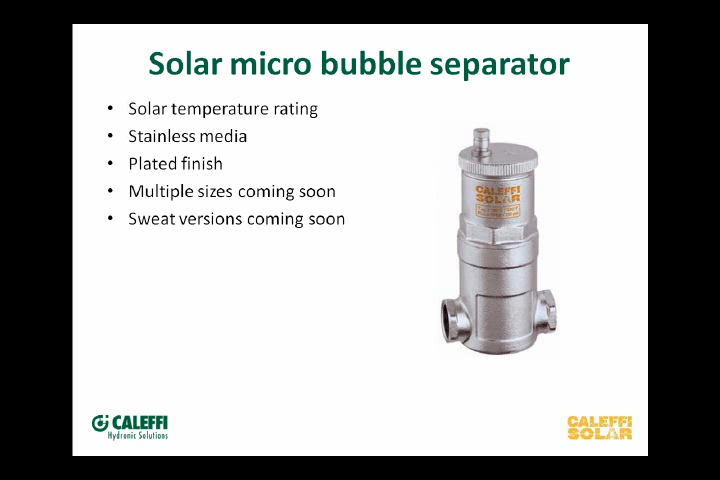 Solar micro bubble separator
• Solar temperature rating
• Stainless media
• Plated finish
• Multiple sizes coming soon
• Sweat versions coming soon
CALEFFI
SOLAR
CALEFFI
Hydronic Solutions
CALEFFI
SOLAR